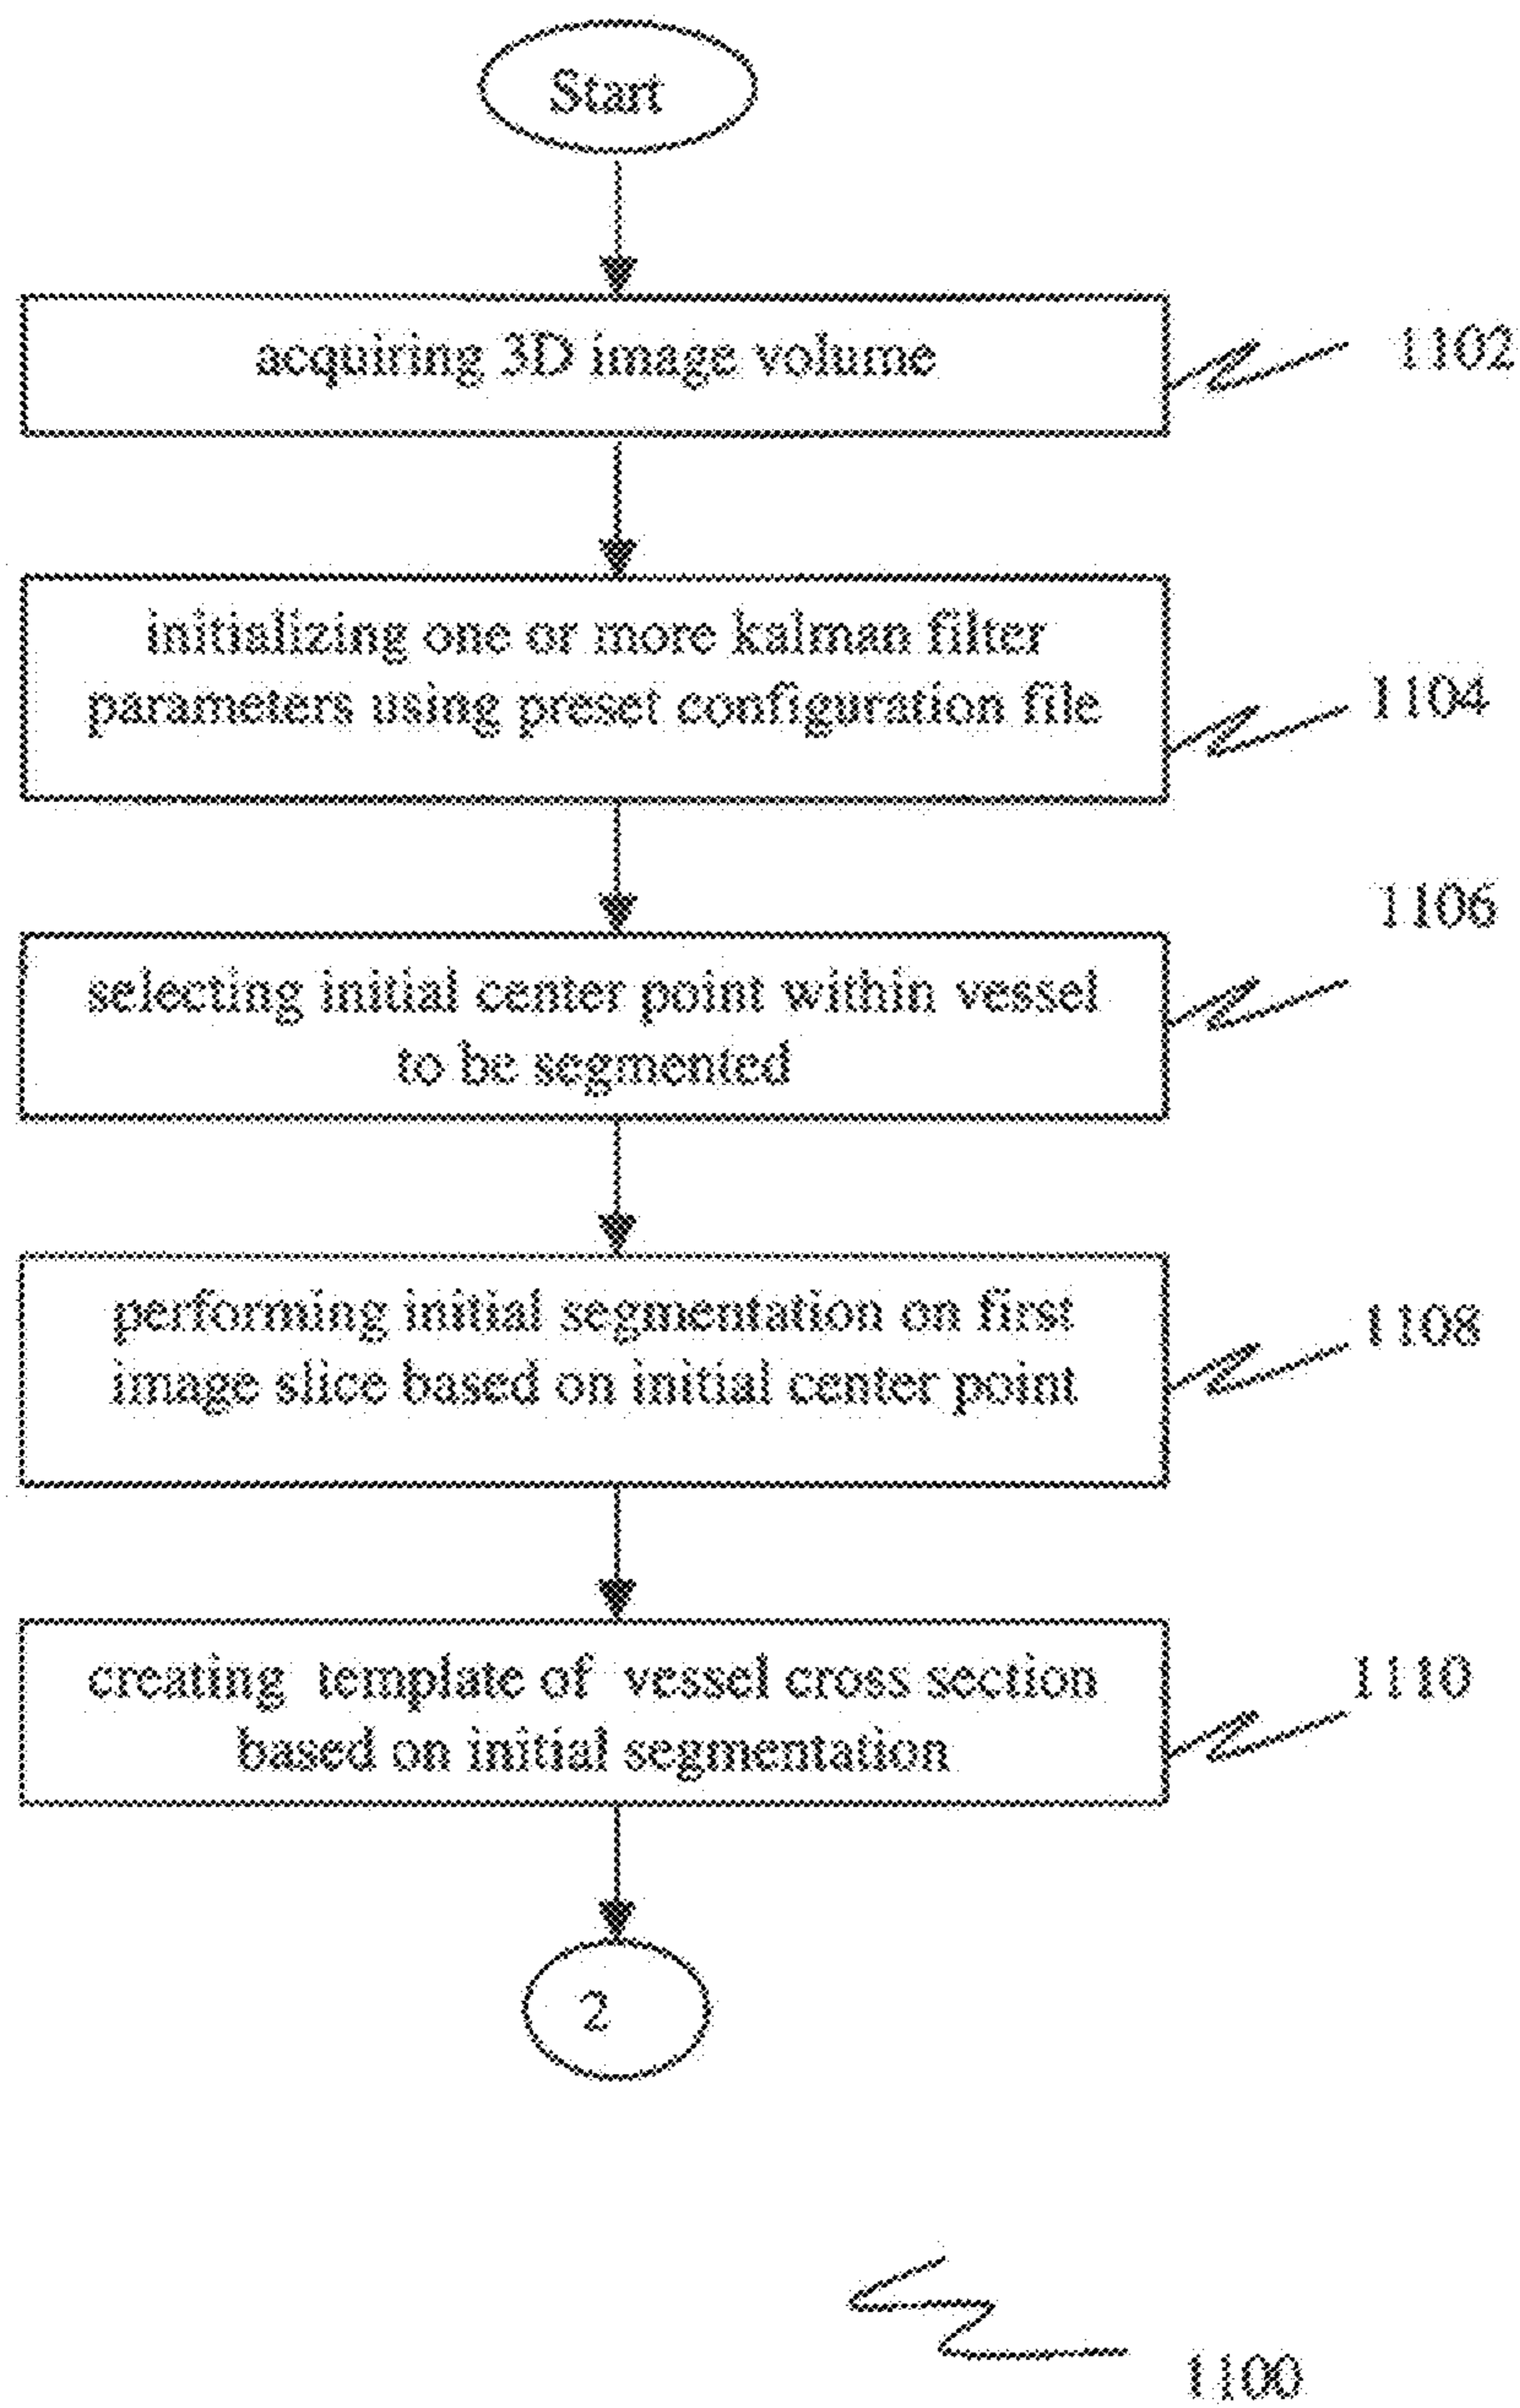 Start
acquiring 3D image volume
1102
initializing one or more kalman filter
parameters using preset configuration file
1104
1106
selecting initial center point within vessel
to be segmented
performing initial segmentation on first
image slice based on initial center point
1108
creating template of vessel cross section
based on initial segmentation
1110
2
1100